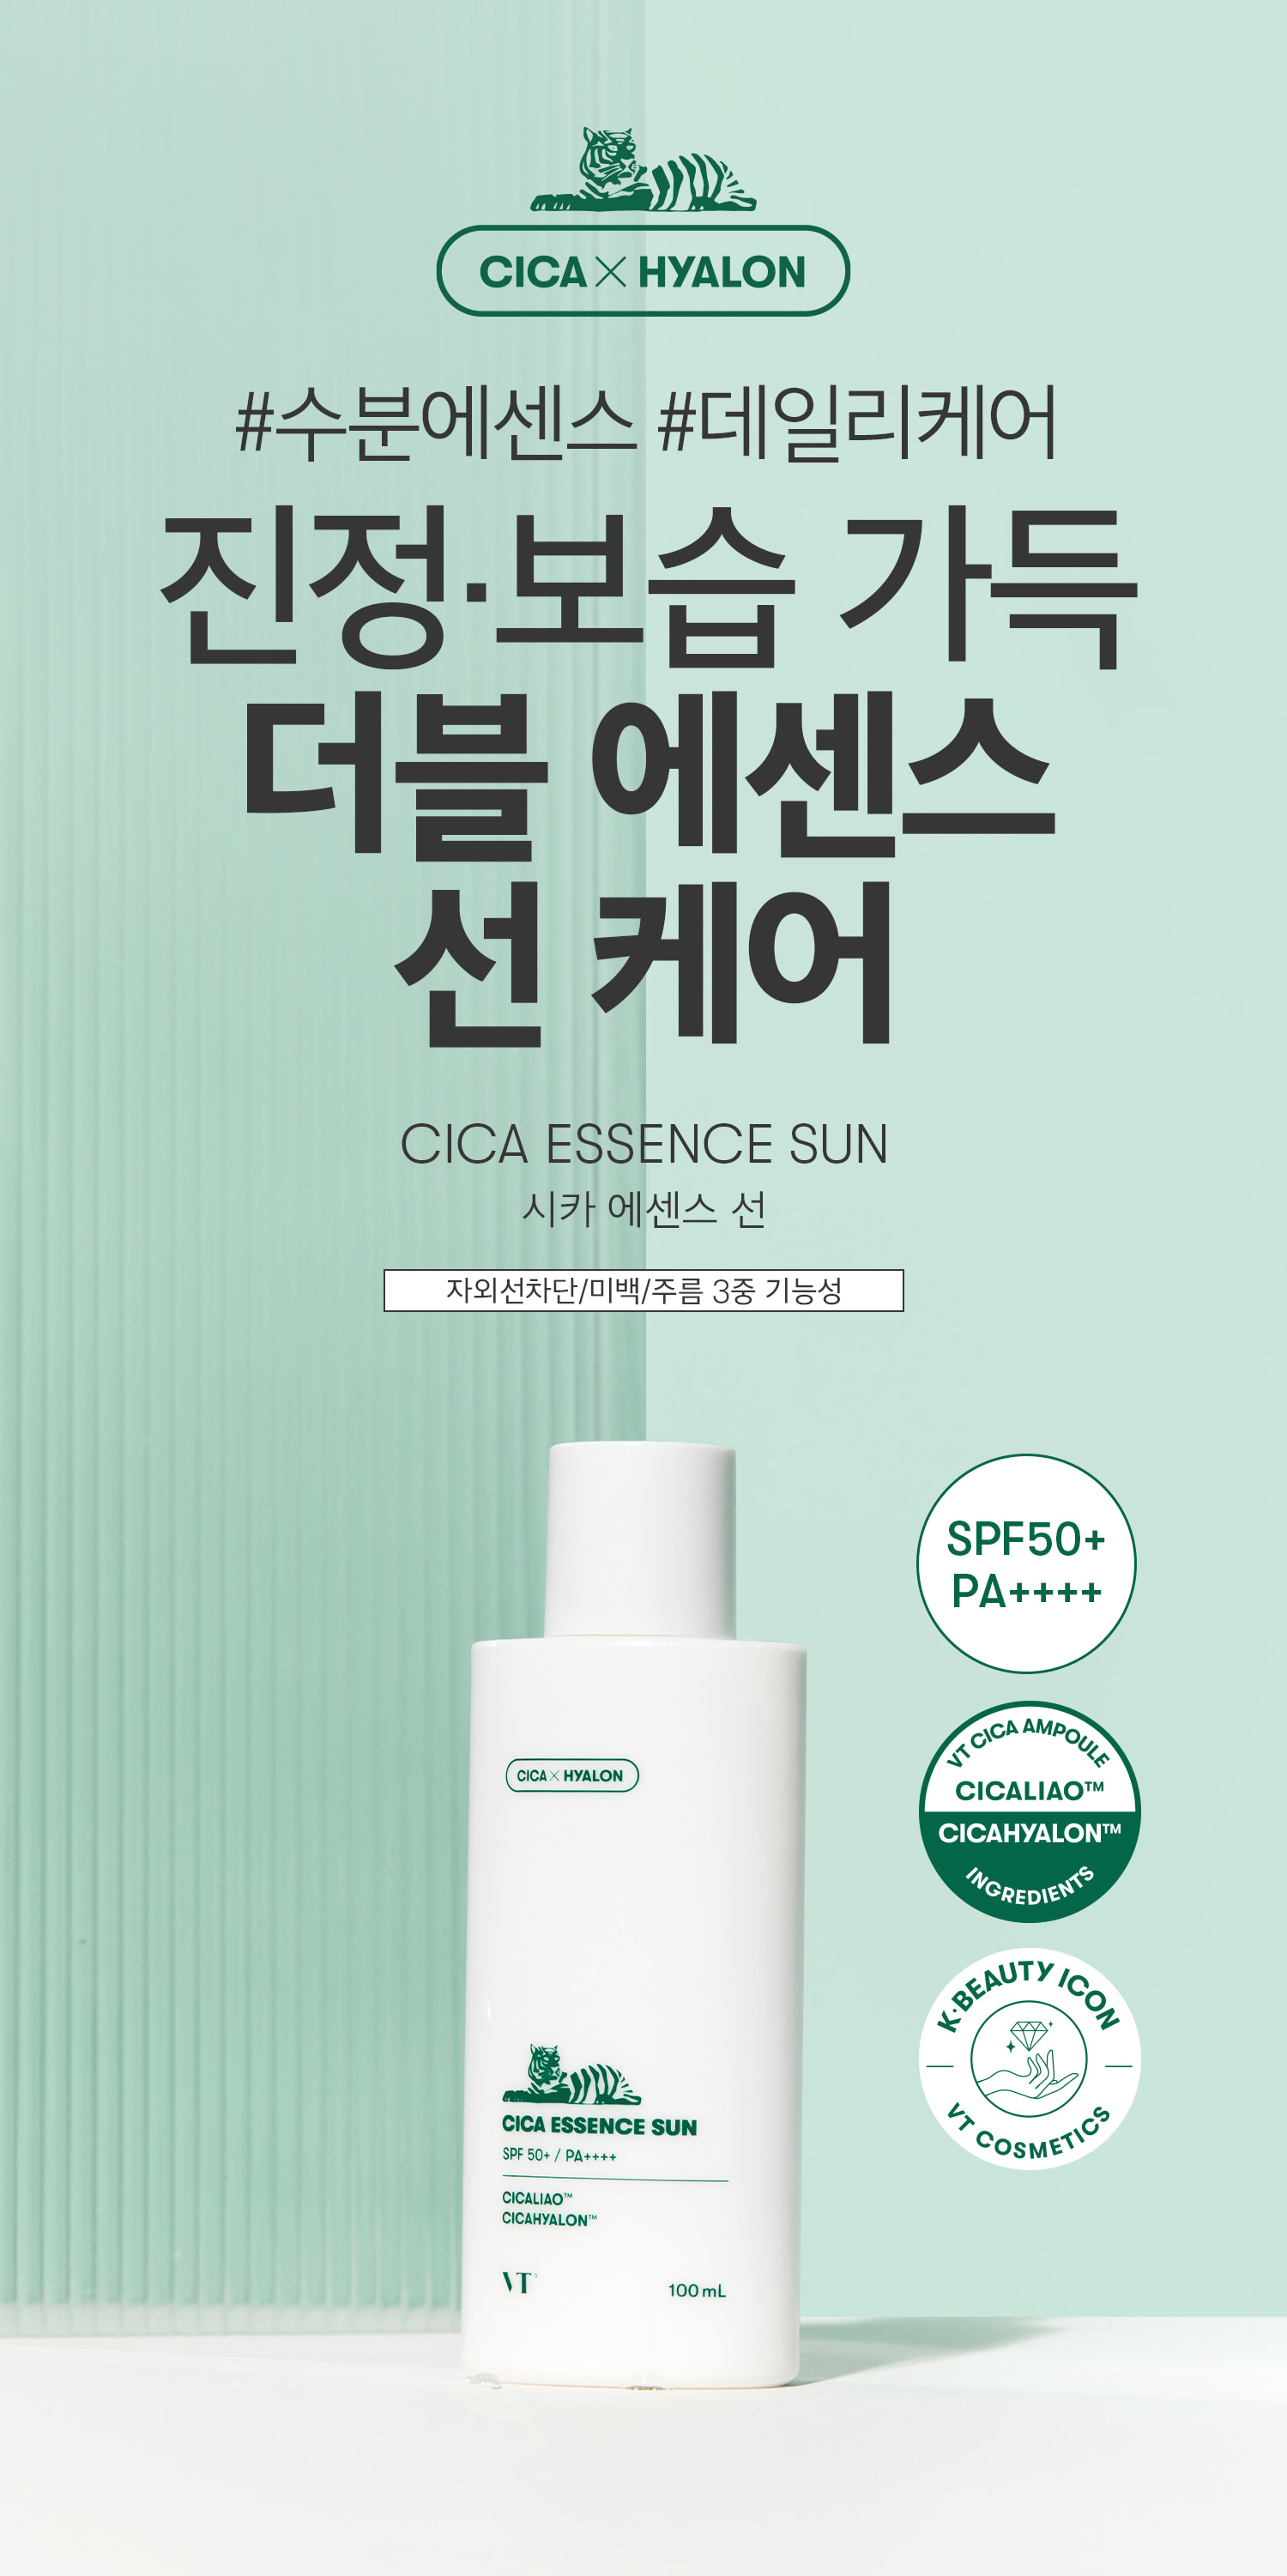 CICA X HYALON
#수분에센스 #데일리케어
진정·보습 가득
더블 에센스
선 케어
CICA ESSENCE SUN
시카 에센스 선
자외선차단/미백/주름 3중 기능성
SPF50+
PA++++
VT CICA AMPOULE
CICALIAO™
CICAHYALON™
INGREDIENTS
K·BEAUTY ICON
VT COSMETICS
CICA X HYALON
CICA ESSENCE SUN
SPF 50+ / PA++++
CICALIAO™
CICAHYALON™
VT
100 mL